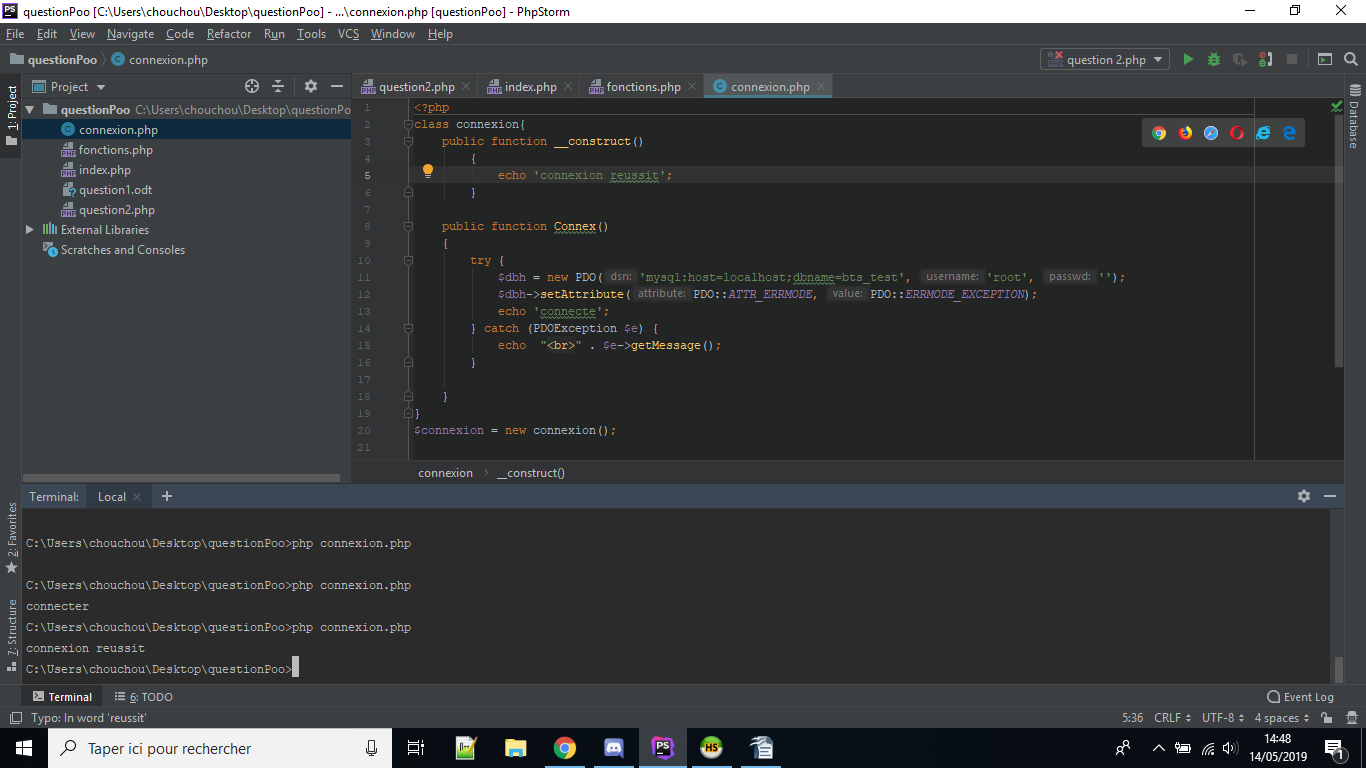 questionPoo [C:\Users\chouchou\Desktop\questionPoo] - ...\connexion.php [questionPoo] - PhpStorm
File Edit View Navigate Code Refactor Run Tools VCS Window Help
questionPoo connexion.php
question 2.php
1: Project
Project
question2.php index.php fonctions.php connexion.php
Database
questionPoo C:\Users\chouchou\Desktop\questionPo
connexion.php
fonctions.php
index.php
question1.odt
question2.php
External Libraries
Scratches and Consoles
1 <?php
2 class connexion{
3 public function __construct()
4 {
5 echo 'connexion reussit';
6 }
7
8 public function Connex()
9 {
10 try {
11 $dbh = new PDO( dsn: 'mysql:host=localhost;dbname=bts_test', username: 'root', passwd: '');
12 $dbh->setAttribute( attribute: PDO::ATTR_ERRMODE, value: PDO::ERRMODE_EXCEPTION);
13 echo 'connecte';
14 } catch (PDOException $e) {
15 echo "<br>" . $e->getMessage();
16 }
17
18 }
19 }
20 $connexion = new connexion();
21
connexion __construct()
Terminal: Local
C:\Users\chouchou\Desktop\questionPoo>php connexion.php
C:\Users\chouchou\Desktop\questionPoo>php connexion.php
connecter
C:\Users\chouchou\Desktop\questionPoo>php connexion.php
connexion reussit
C:\Users\chouchou\Desktop\questionPoo>
2: Favorites
7: Structure
Terminal 6: TODO Event Log
Typo: In word 'reussit' 5:36 CRLF UTF-8 4 spaces
Taper ici pour rechercher
PS
HS
14:48
14/05/2019
1